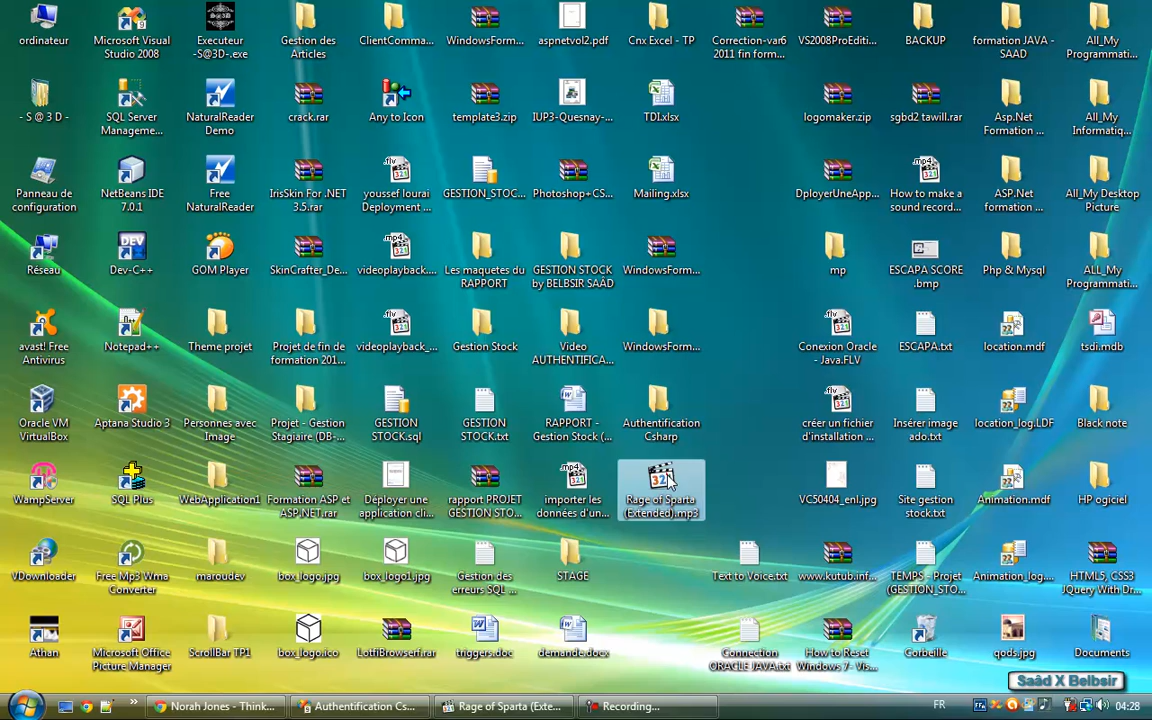 ordinateur
Microsoft Visual
Studio 2008
Executeur
-S@3D-.exe
Gestion des
Articles
ClientComma...
WindowsForm...
aspnetvol2.pdf
Cnx Excel - TP
Correction-var6
2011 fin form...
VS2008ProEditi...
BACKUP
formation JAVA -
SAAD
All_My
Programmati...
- S @ 3 D -
SQL Server
Manageme...
NaturalReader
Demo
crack.rar
Any to Icon
template3.zip
IUP3-Quesnay-...
TDI.xlsx
logomaker.zip
sgbd2 tawill.rar
Asp.Net
Formation ...
All_My
Informatiq...
Panneau de
configuration
NetBeans IDE
7.0.1
Free
NaturalReader
IrisSkin For .NET
3.5.rar
youssef lourai
Deployment ...
GESTION_STOC...
Photoshop+CS...
Mailing.xlsx
DployerUneApp...
How to make a
sound record...
ASP.Net
formation ...
All_My Desktop
Picture
Réseau
Dev-C++
GOM Player
SkinCrafter_De...
videoplayback....
Les maquetes du
RAPPORT
GESTION STOCK
by BELBSIR SAÂD
WindowsForm...
mp
ESCAPA SCORE
.bmp
Php & Mysql
ALL_My
Programmati...
avast! Free
Antivirus
Notepad++
Theme projet
Projet de fin de
formation 201...
videoplayback_...
Gestion Stock
Video
AUTHENTIFICA...
WindowsForm...
Conexion Oracle
- Java.FLV
ESCAPA.txt
location.mdf
tsdi.mdb
Oracle VM
VirtualBox
Aptana Studio 3
Personnes avec
Image
Projet - Gestion
Stagiaire (DB-...
GESTION
STOCK.sql
GESTION
STOCK.txt
RAPPORT -
Gestion Stock (...
Authentification
Csharp
créer un fichier
d'installation ...
Insérer image
ado.txt
location_log.LDF
Black note
WampServer
SQL Plus
WebApplication1
Formation ASP et
ASP.NET.rar
Déployer une
application cli...
rapport PROJET
GESTION STO...
importer les
données d'un...
Rage of Sparta
(Extended).mp3
VC50404_enl.jpg
Site gestion
stock.txt
Animation.mdf
HP ogiciel
VDownloader
Free Mp3 Wma
Converter
maroudev
box_logo.jpg
box_logo1.jpg
Gestion des
erreurs SQL ...
STAGE
Text to Voice.txt
www.kutub.inf...
TEMPS - Projet
(GESTION_STO...
Animation_log....
HTML5, CSS3
JQuery With Dr...
Athan
Microsoft Office
Picture Manager
ScrollBar TP1
box_logo.ico
LotfiBrowserf.rar
triggers.doc
demande.docx
Connection
ORACLE JAVA.txt
How to Reset
Windows 7- Vis...
Corbeille
qods.jpg
Documents
Saâd X Belbsir
Norah Jones - Think...
Authentification Cs...
Rage of Sparta (Exte...
Recording...
FR
04:28